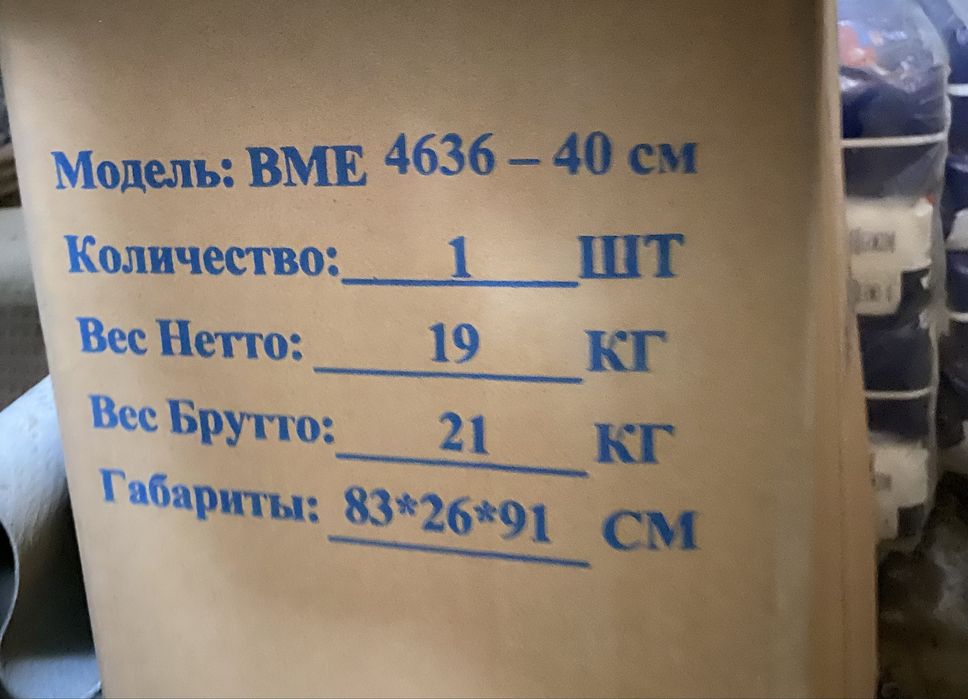 Модель: ВМЕ 4636 – 40 см
Количество: 1 ШТ
Вес Нетто: 19 КГ
Вес Брутто: 21 КГ
Габариты: 83*26*91 СМ